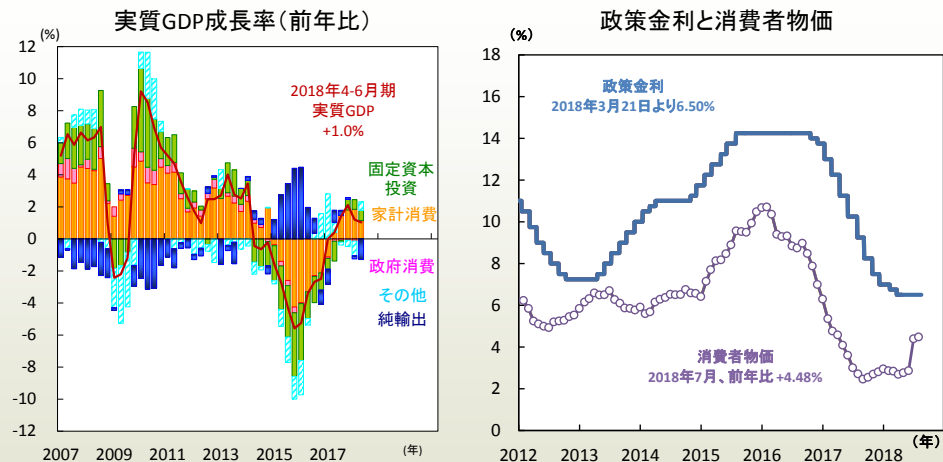 実質GDP成長率（前年比）
(%)
12
10
8
6
4
2
0
-2
-4
-6
-8
-10
-12
2018年4-6月期
実質GDP
+1.0%
固定資本
投資
家計消費
政府消費
その他
純輸出
2007
2009
2011
2013
2015
2017
(年)
政策金利と消費者物価
(%)
18
16
14
12
10
8
6
4
2
0
政策金利
2018年3月21日より6.50%
消費者物価
2018年7月、前年比 +4.48%
(年)
2012
2013
2014
2015
2016
2017
2018